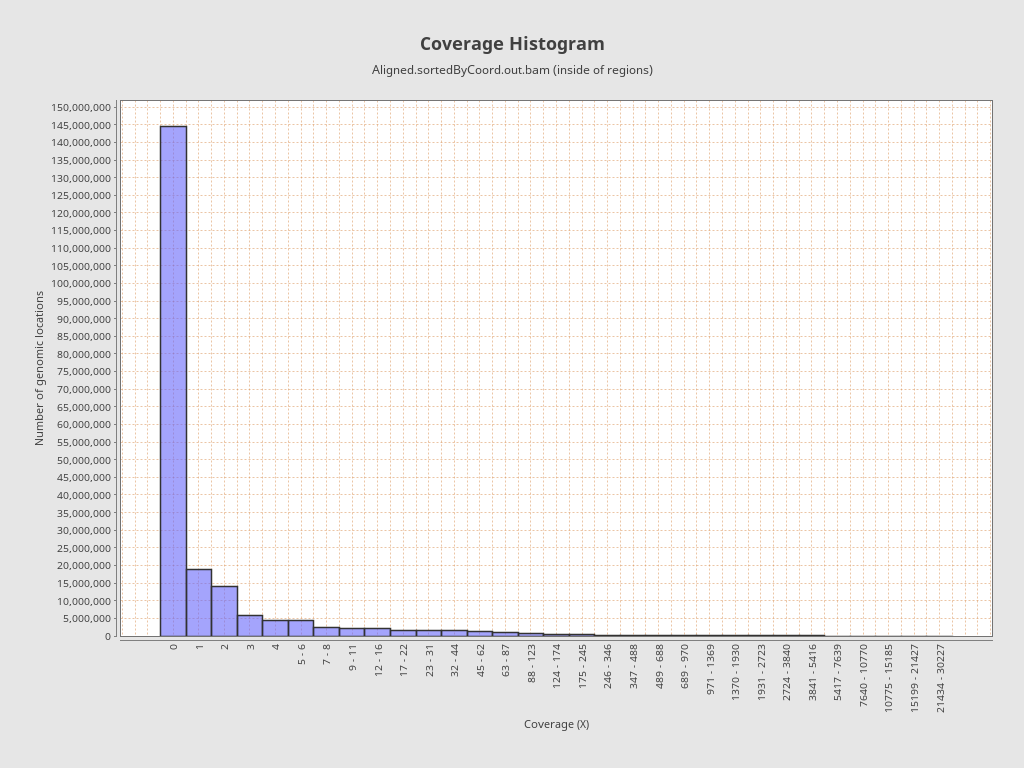 Coverage Histogram
Aligned.sortedByCoord.out.bam (inside of regions)
150,000,000
145,000,000
140,000,000
135,000,000
130,000,000
125,000,000
120,000,000
115,000,000
110,000,000
105,000,000
100,000,000
95,000,000
90,000,000
85,000,000
80,000,000
75,000,000
70,000,000
65,000,000
60,000,000
55,000,000
50,000,000
45,000,000
40,000,000
35,000,000
30,000,000
25,000,000
20,000,000
15,000,000
10,000,000
5,000,000
0
Number of genomic locations
0
1
2
3
4
5 - 6
7 - 8
9 - 11
12 - 16
17 - 22
23 - 31
32 - 44
45 - 62
63 - 87
88 - 123
124 - 174
175 - 245
246 - 346
347 - 488
489 - 688
689 - 970
971 - 1369
1370 - 1930
1931 - 2723
2724 - 3840
3841 - 5416
5417 - 7639
7640 - 10770
10775 - 15185
15199 - 21427
21434 - 30227
Coverage (X)